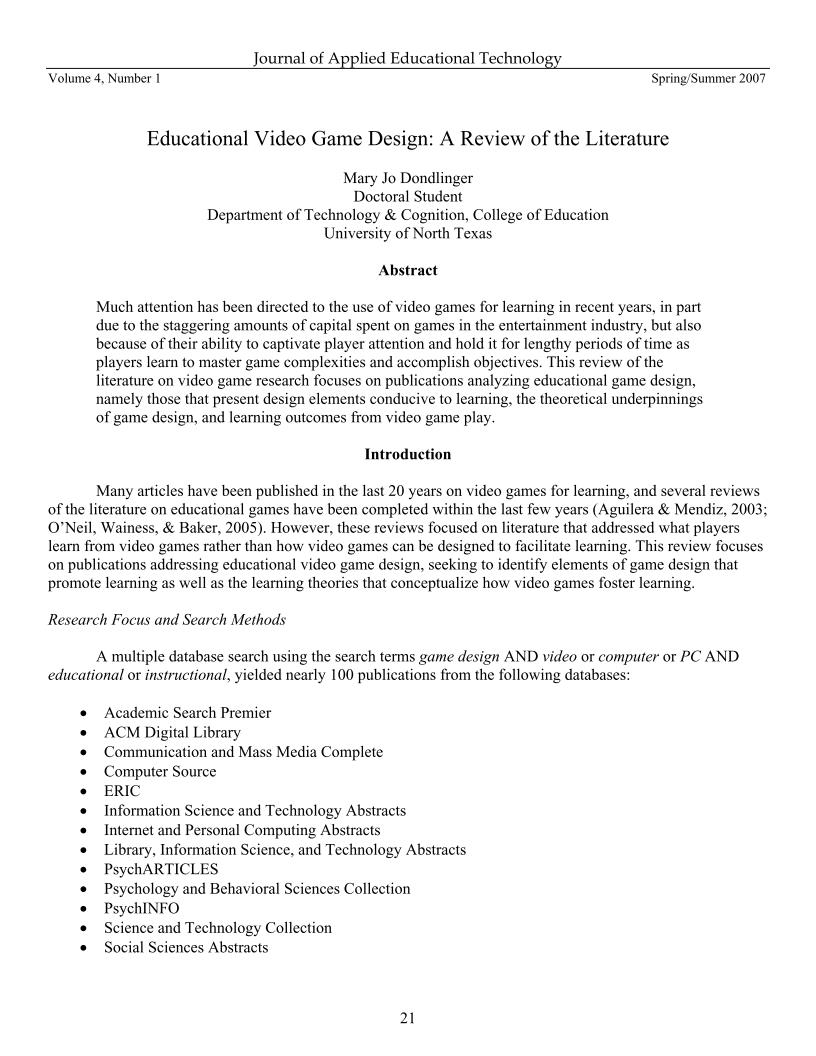 Journal of Applied Educational Technology
Volume 4, Number 1 Spring/Summer 2007
Educational Video Game Design: A Review of the Literature
Mary Jo Dondlinger
Doctoral Student
Department of Technology & Cognition, College of Education
University of North Texas
Abstract
Much attention has been directed to the use of video games for learning in recent years, in part
due to the staggering amounts of capital spent on games in the entertainment industry, but also
because of their ability to captivate player attention and hold it for lengthy periods of time as
players learn to master game complexities and accomplish objectives. This review of the
literature on video game research focuses on publications analyzing educational game design,
namely those that present design elements conducive to learning, the theoretical underpinnings
of game design, and learning outcomes from video game play.
Introduction
Many articles have been published in the last 20 years on video games for learning, and several reviews
of the literature on educational games have been completed within the last few years (Aguilera & Mendiz, 2003;
O’Neil, Wainess, & Baker, 2005). However, these reviews focused on literature that addressed what players
learn from video games rather than how video games can be designed to facilitate learning. This review focuses
on publications addressing educational video game design, seeking to identify elements of game design that
promote learning as well as the learning theories that conceptualize how video games foster learning.
Research Focus and Search Methods
A multiple database search using the search terms game design AND video or computer or PC AND
educational or instructional, yielded nearly 100 publications from the following databases:
• Academic Search Premier
• ACM Digital Library
• Communication and Mass Media Complete
• Computer Source
• ERIC
• Information Science and Technology Abstracts
• Internet and Personal Computing Abstracts
• Library, Information Science, and Technology Abstracts
• PsychARTICLES
• Psychology and Behavioral Sciences Collection
• PsychINFO
• Science and Technology Collection
• Social Sciences Abstracts
21